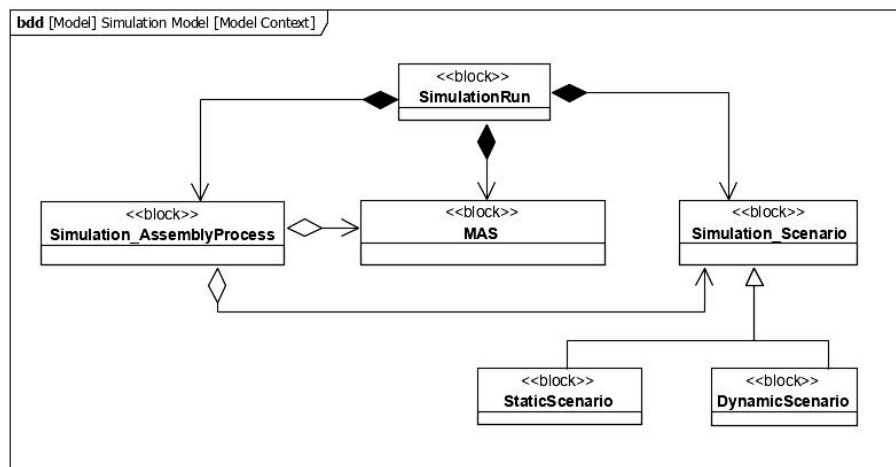 bdd [Model] Simulation Model [Model Context]
<<block>>
SimulationRun
<<block>>
Simulation_AssemblyProcess
<<block>>
MAS
<<block>>
Simulation_Scenario
<<block>>
StaticScenario
<<block>>
DynamicScenario